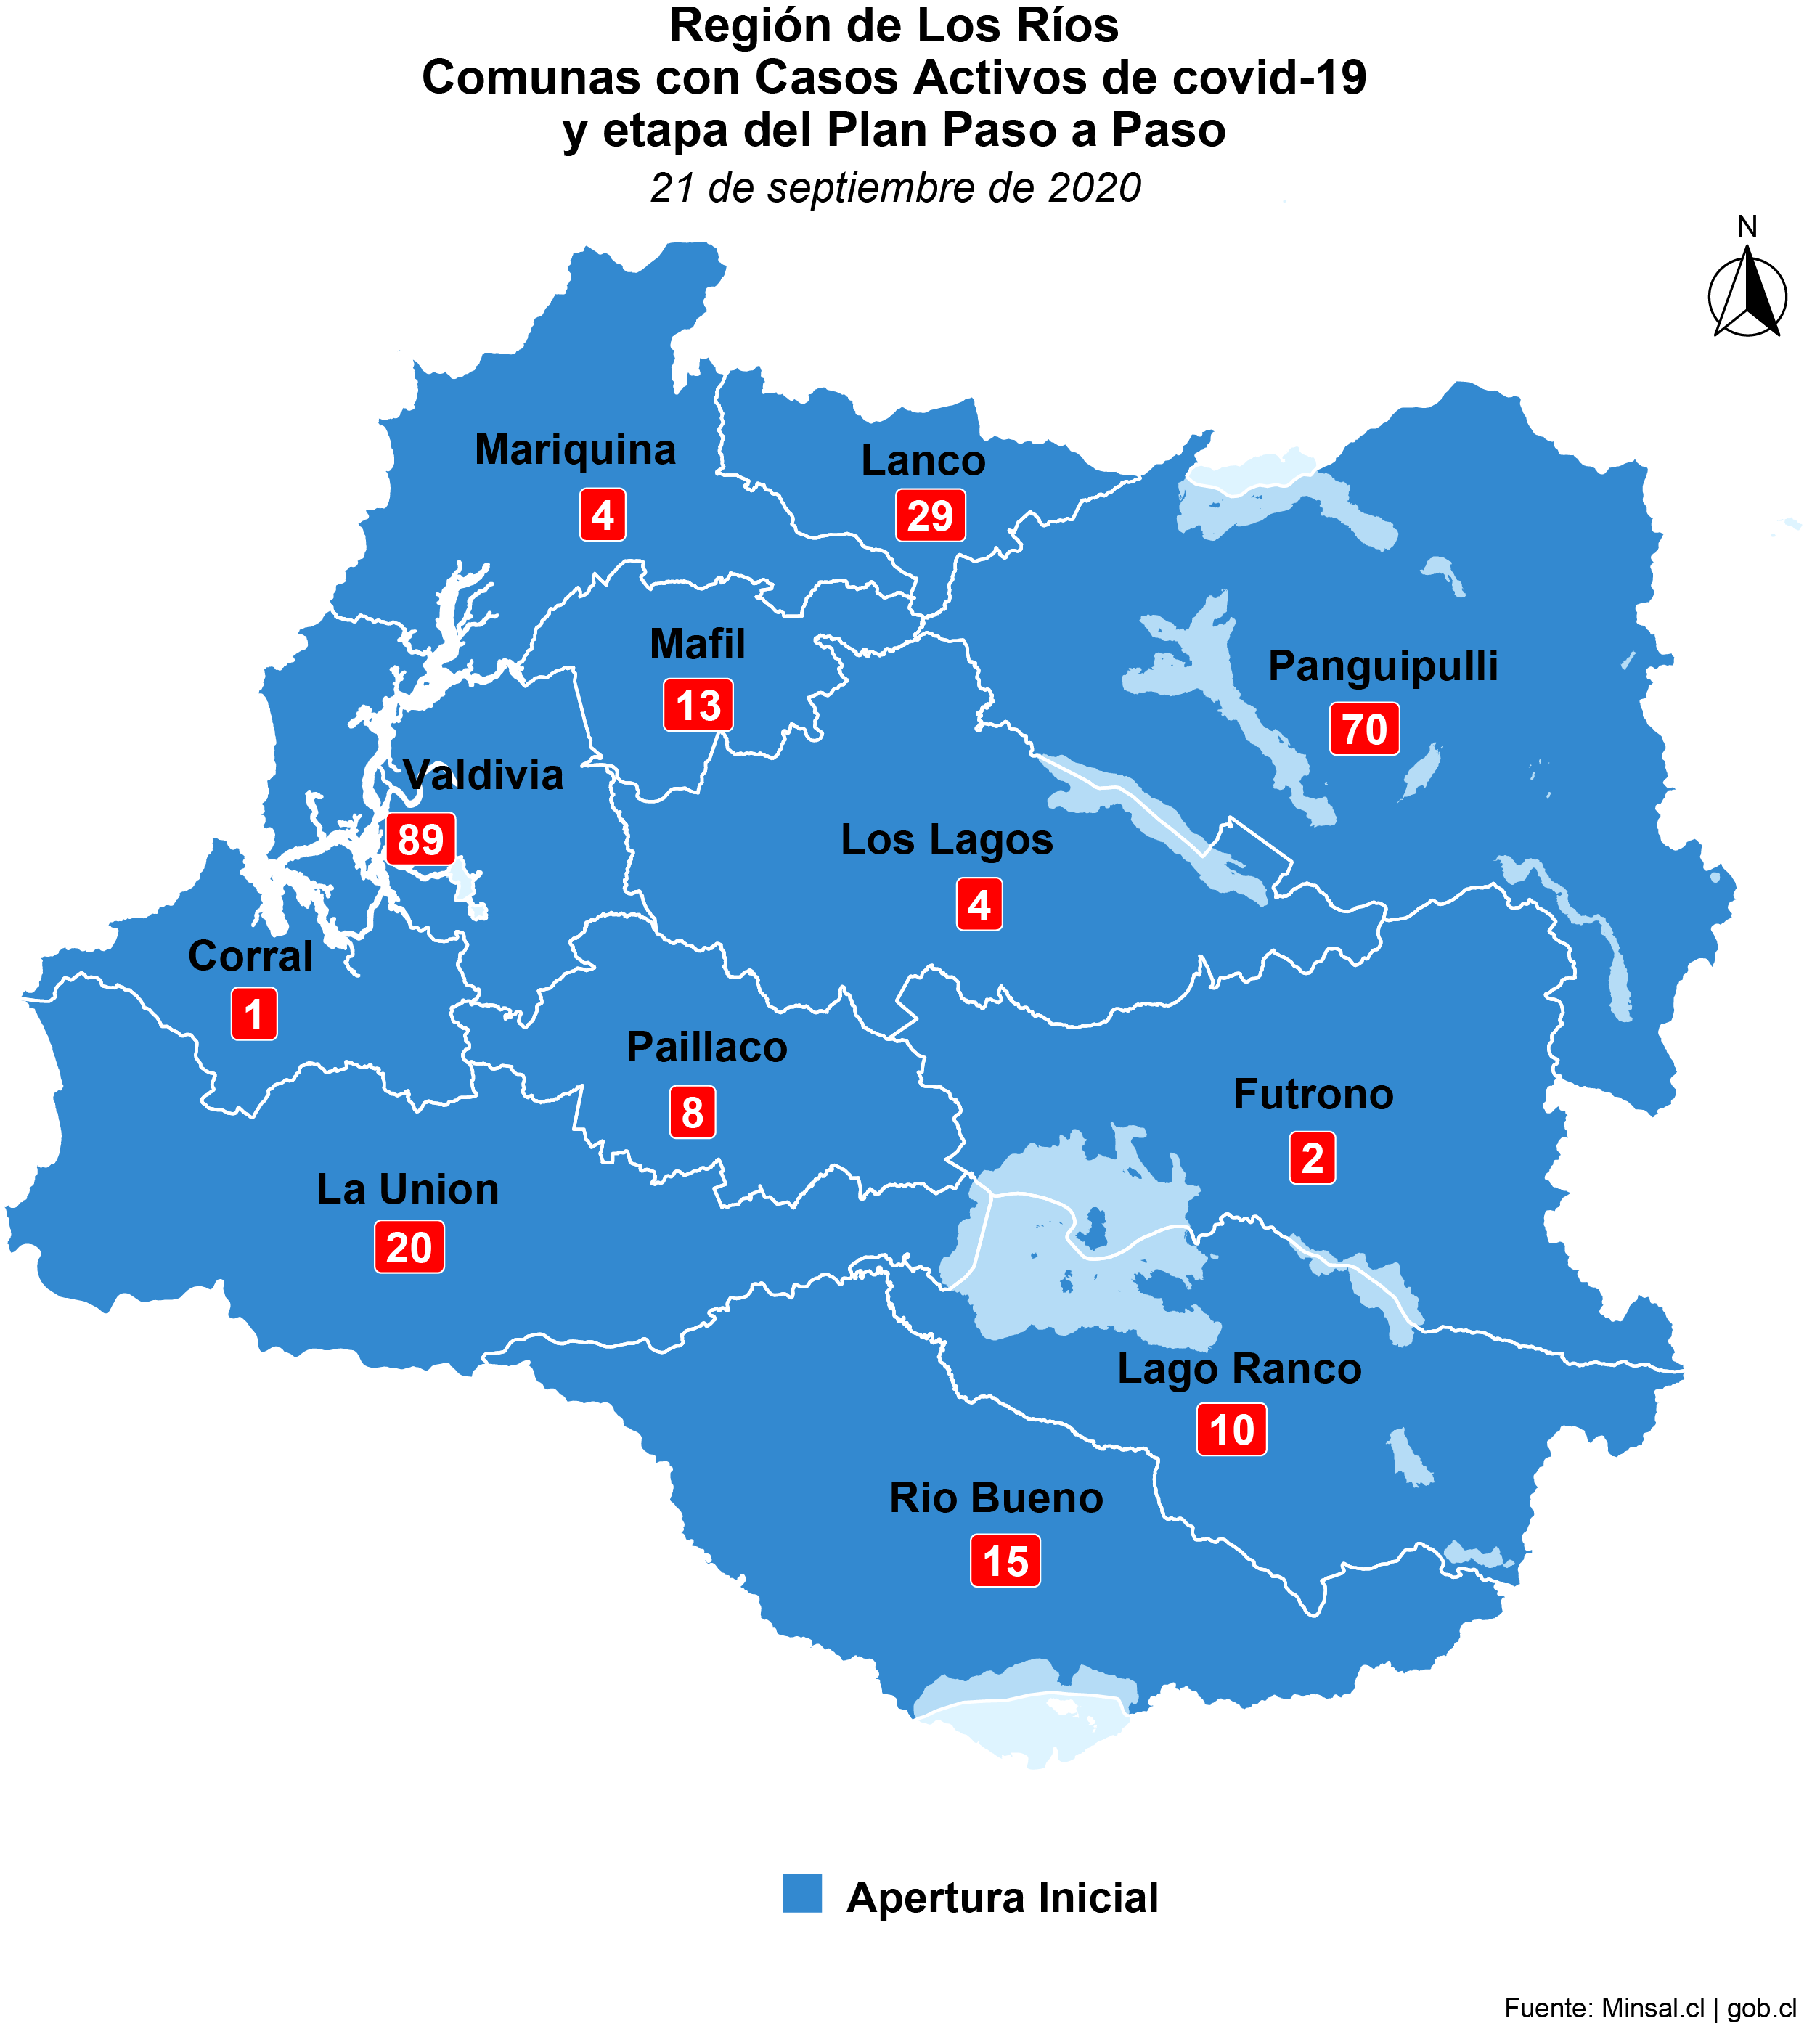 Región de Los Ríos
Comunas con Casos Activos de covid-19
y etapa del Plan Paso a Paso
21 de septiembre de 2020
N
Mariquina
4
Lanco
29
Mafil
13
Panguipulli
70
Valdivia
89
Los Lagos
4
Corral
1
Paillaco
8
Futrono
2
La Union
20
Lago Ranco
10
Rio Bueno
15
Apertura Inicial
Fuente: Minsal.cl | gob.cl